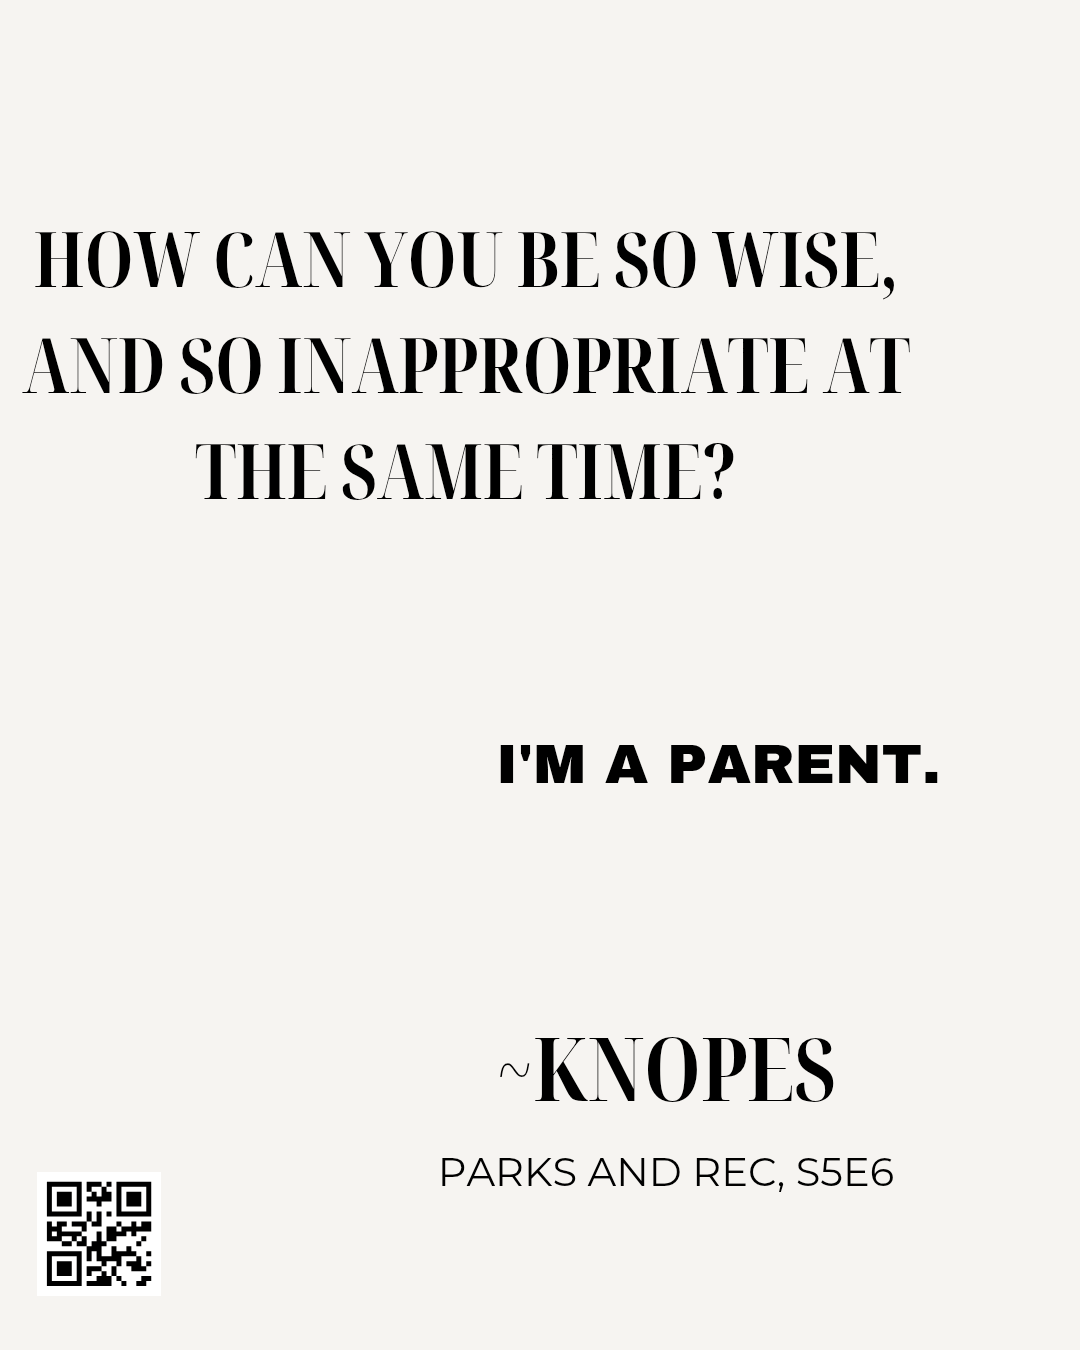 HOW CAN YOU BE SO WISE,
AND SO INAPPROPRIATE AT
THE SAME TIME?
I'M A PARENT.
~KNOPES
PARKS AND REC, S5E6